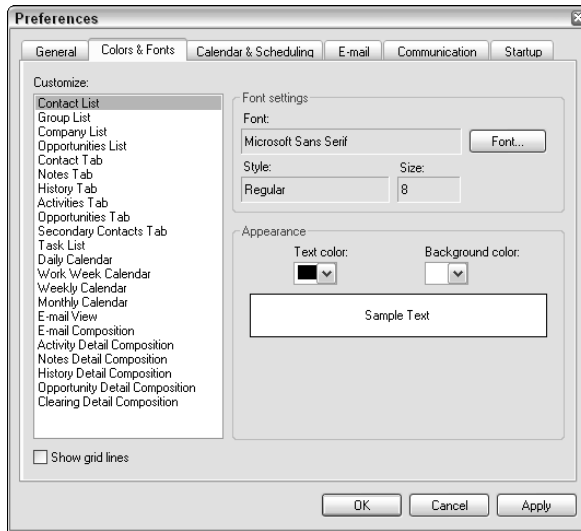 Preferences
General
Colors & Fonts
Calendar & Scheduling
E-mail
Communication
Startup
Customize:
Contact List
Group List
Company List
Opportunities List
Contact Tab
Notes Tab
History Tab
Activities Tab
Opportunities Tab
Secondary Contacts Tab
Task List
Daily Calendar
Work Week Calendar
Weekly Calendar
Monthly Calendar
E-mail View
E-mail Composition
Activity Detail Composition
Notes Detail Composition
History Detail Composition
Opportunity Detail Composition
Clearing Detail Composition
Show grid lines
Font settings
Font:
Microsoft Sans Serif
Font...
Style:
Size:
Regular
8
Appearance
Text color:
Background color:
Sample Text
OK
Cancel
Apply